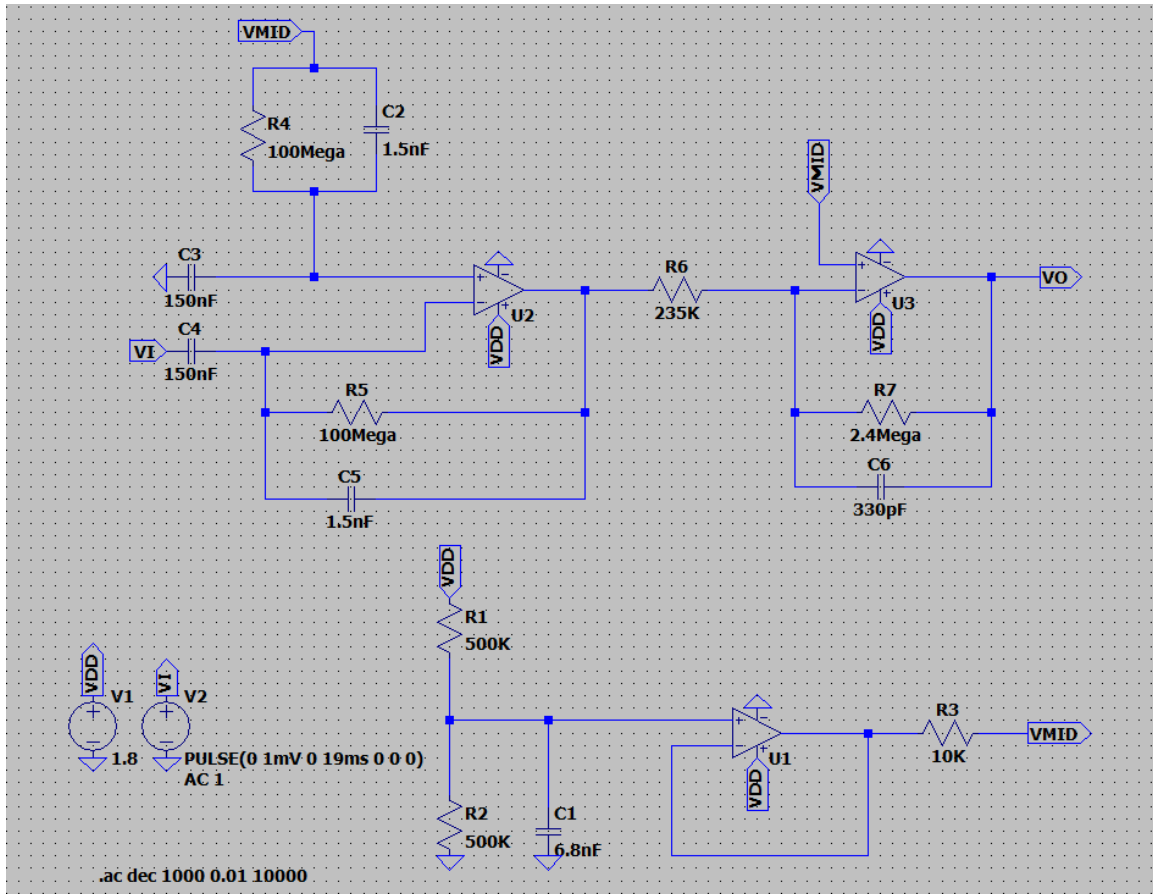 VMID
R4
100Mega
C2
1.5nF
C3
150nF
C4
150nF
VI
+
−
−
+
U2
VDD
R5
100Mega
C5
1.5nF
R6
235K
VMID
+
−
−
+
U3
VDD
VO
R7
2.4Mega
C6
330pF
VDD
R1
500K
R2
500K
C1
6.8nF
+
−
−
+
U1
VDD
R3
10K
VMID
VDD
V1
+
−
1.8
VI
V2
+
−
PULSE(0 1mV 0 19ms 0 0 0)
AC 1
.ac dec 1000 0.01 10000